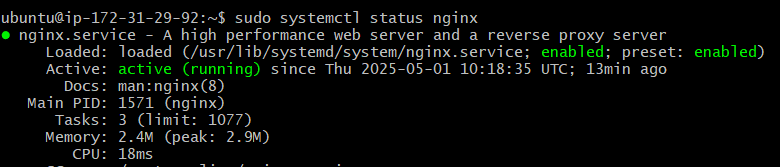 ubuntu@ip-172-31-29-92:~$ sudo systemctl status nginx
● nginx.service - A high performance web server and a reverse proxy server
Loaded: loaded (/usr/lib/systemd/system/nginx.service; enabled; preset: enabled)
Active: active (running) since Thu 2025-05-01 10:18:35 UTC; 13min ago
Docs: man:nginx(8)
Main PID: 1571 (nginx)
Tasks: 3 (limit: 1077)
Memory: 2.4M (peak: 2.9M)
CPU: 18ms